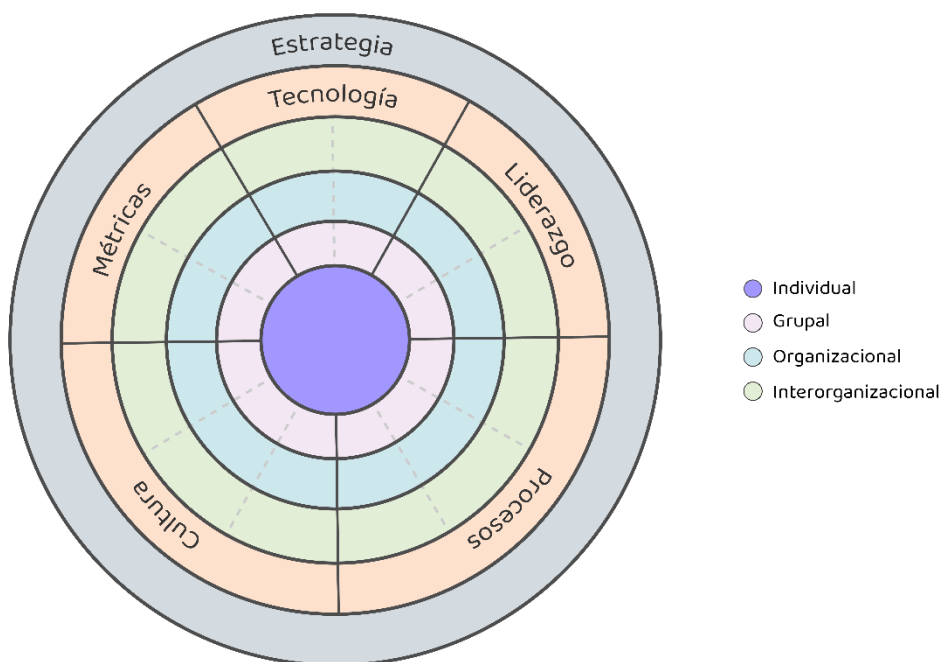 Estrategia
Tecnología
Métricas
Liderazgo
Cultura
Procesos
Individual
Grupal
Organizacional
Interorganizacional